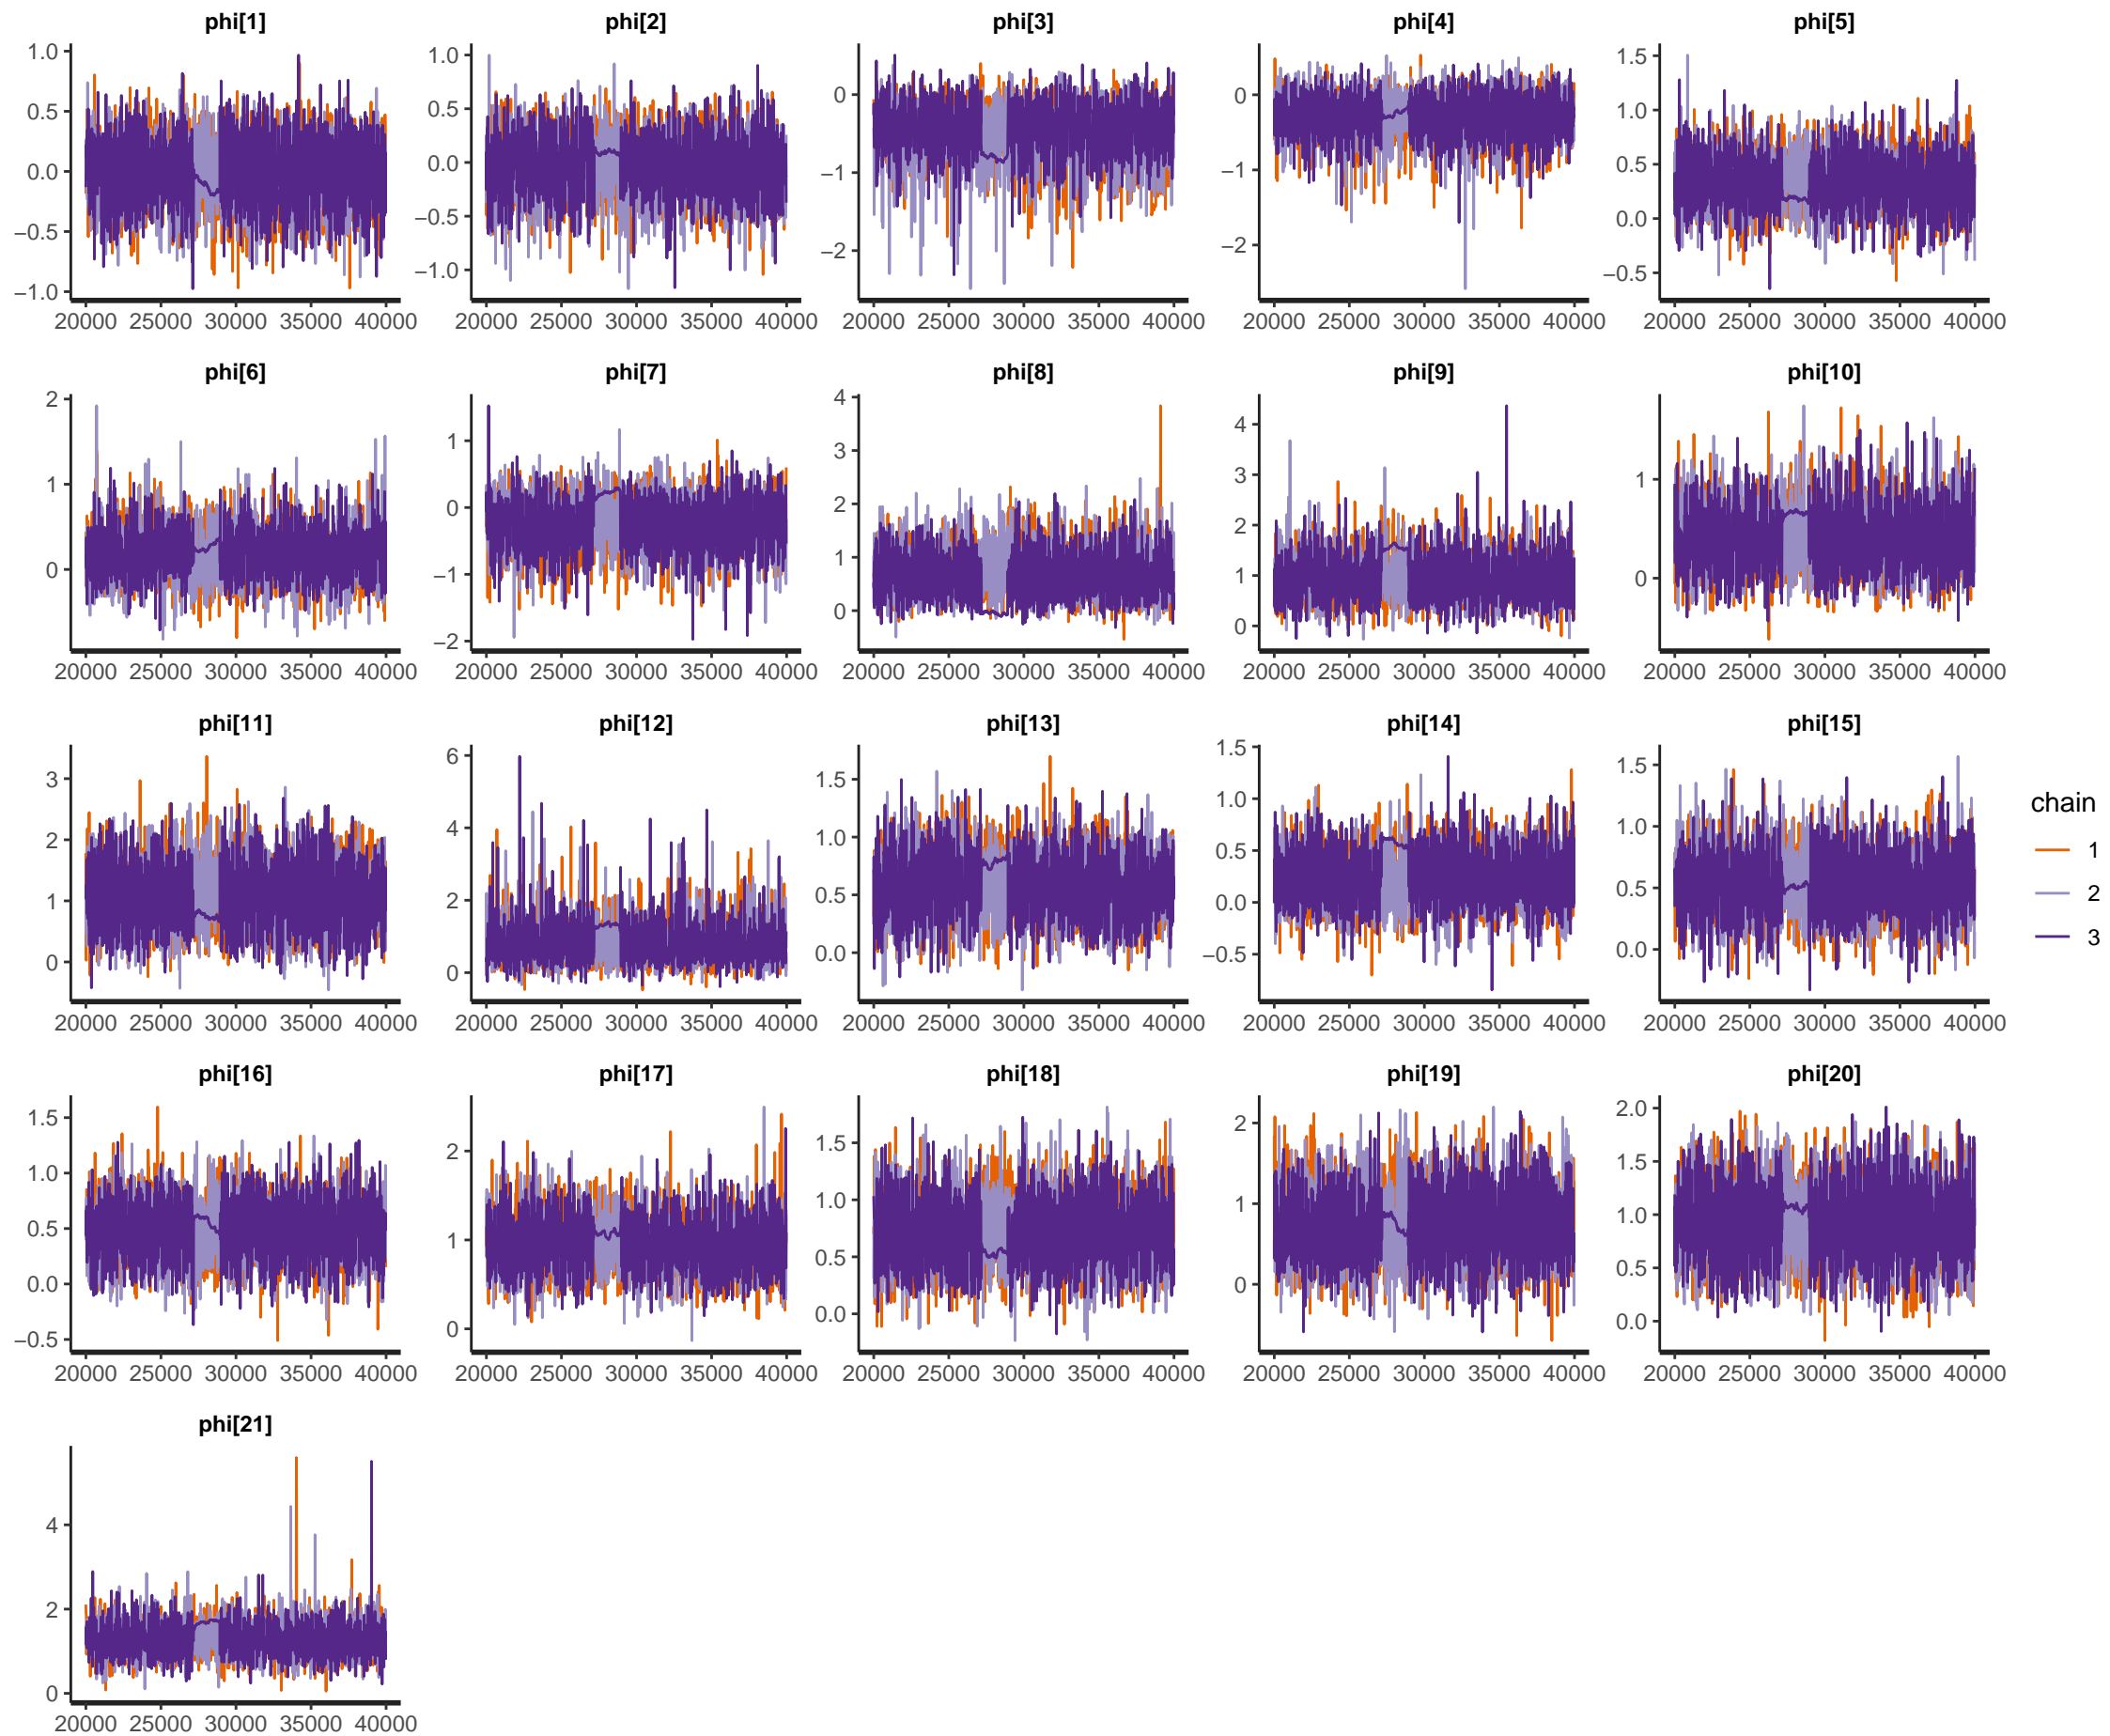 phi[1] phi[2] phi[3] phi[4] phi[5]
1.0 1.0 0 0 1.5
0.5 0.5 −1 −1 1.0
0.0 0.0 −2 −2 0.5
−0.5 −0.5 0.0
−1.0 −1.0 −0.5
20000 25000 30000 35000 40000 20000 25000 30000 35000 40000 20000 25000 30000 35000 40000 20000 25000 30000 35000 40000 20000 25000 30000 35000 40000
phi[6] phi[7] phi[8] phi[9] phi[10]
2 1 4 4 1
1 0 3 3 0
0 −1 2 2
−2 1 1
0 0
20000 25000 30000 35000 40000 20000 25000 30000 35000 40000 20000 25000 30000 35000 40000 20000 25000 30000 35000 40000 20000 25000 30000 35000 40000
phi[11] phi[12] phi[13] phi[14] phi[15]
3 6 1.5 1.5 1.5
2 4 1.0 1.0 1.0
1 2 0.5 0.5 0.5
0 0 0.0 0.0 0.0
−0.5
20000 25000 30000 35000 40000 20000 25000 30000 35000 40000 20000 25000 30000 35000 40000 20000 25000 30000 35000 40000 20000 25000 30000 35000 40000
chain
1
2
3
phi[16] phi[17] phi[18] phi[19] phi[20]
1.5 2 1.5 2 2.0
1.0 1 1.0 1 1.5
0.5 0 0.5 0 1.0
0.0 0.0 0.5
−0.5 0.0
20000 25000 30000 35000 40000 20000 25000 30000 35000 40000 20000 25000 30000 35000 40000 20000 25000 30000 35000 40000 20000 25000 30000 35000 40000
phi[21]
4
2
0
20000 25000 30000 35000 40000